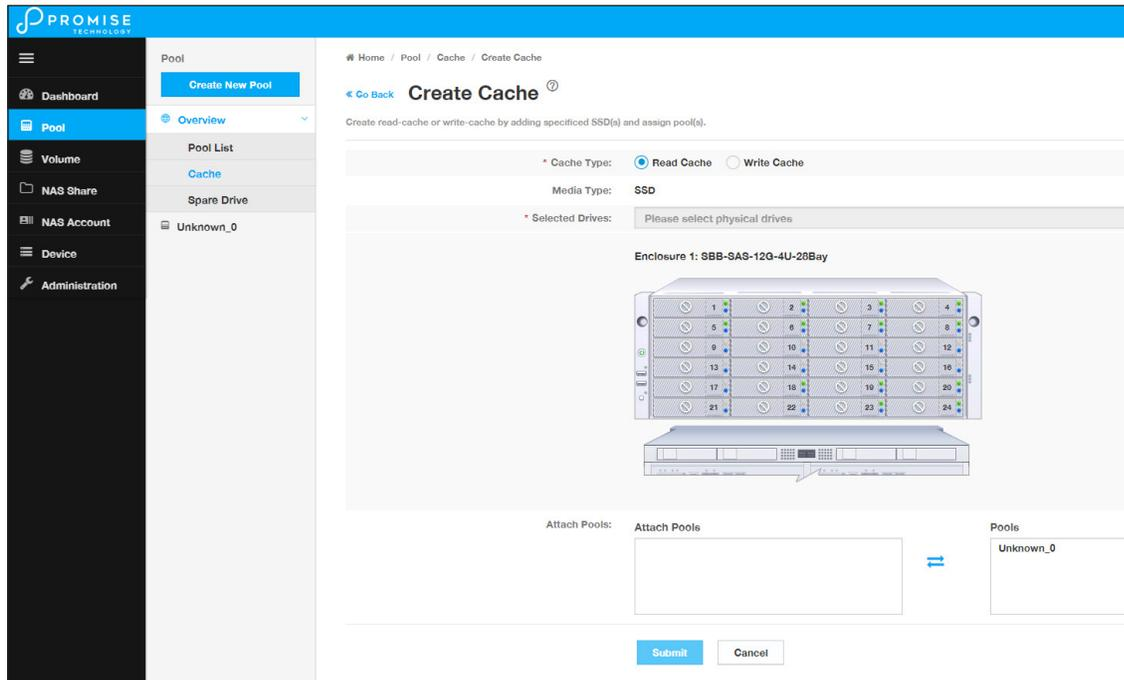 PROMISE
TECHNOLOGY
Dashboard
Pool
Volume
NAS Share
NAS Account
Device
Administration
Pool
Create New Pool
Overview
Pool List
Cache
Spare Drive
Unknown_0
Home / Pool / Cache / Create Cache
« Go Back Create Cache ?
Create read-cache or write-cache by adding specificed SSD(s) and assign pool(s).
* Cache Type: Read Cache Write Cache
Media Type: SSD
* Selected Drives: Please select physical drives
Enclosure 1: SBB-SAS-12G-4U-28Bay
1 2 3 4
5 6 7 8
9 10 11 12
13 14 15 16
17 18 19 20
21 22 23 24
Attach Pools: Attach Pools Pools
Unknown_0
Submit Cancel